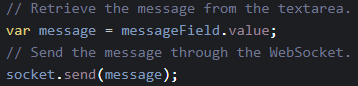 // Retrieve the message from the textarea.
var message = messageField.value;
// Send the message through the WebSocket.
socket.send(message);